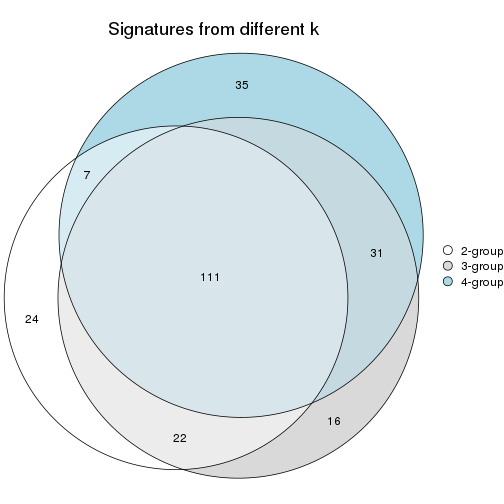 Signatures from different k
35
7
31
2-group
3-group
4-group
111
24
16
22